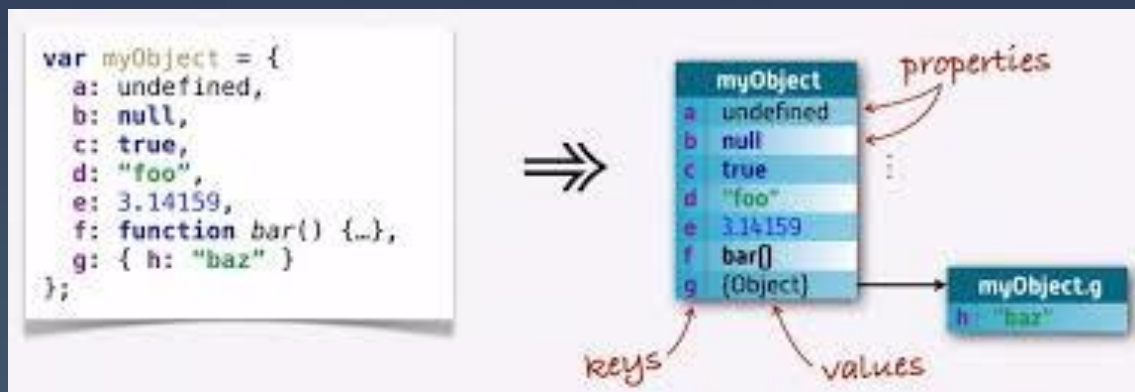 var myObject = {
a: undefined,
b: null,
c: true,
d: "foo",
e: 3.14159,
f: function bar() {…},
g: { h: "baz" }
};
properties
myObject
a undefined
b null
c true
d "foo"
e 3.14159
f bar()
g (Object)
myObject.g
h: "baz"
keys
values